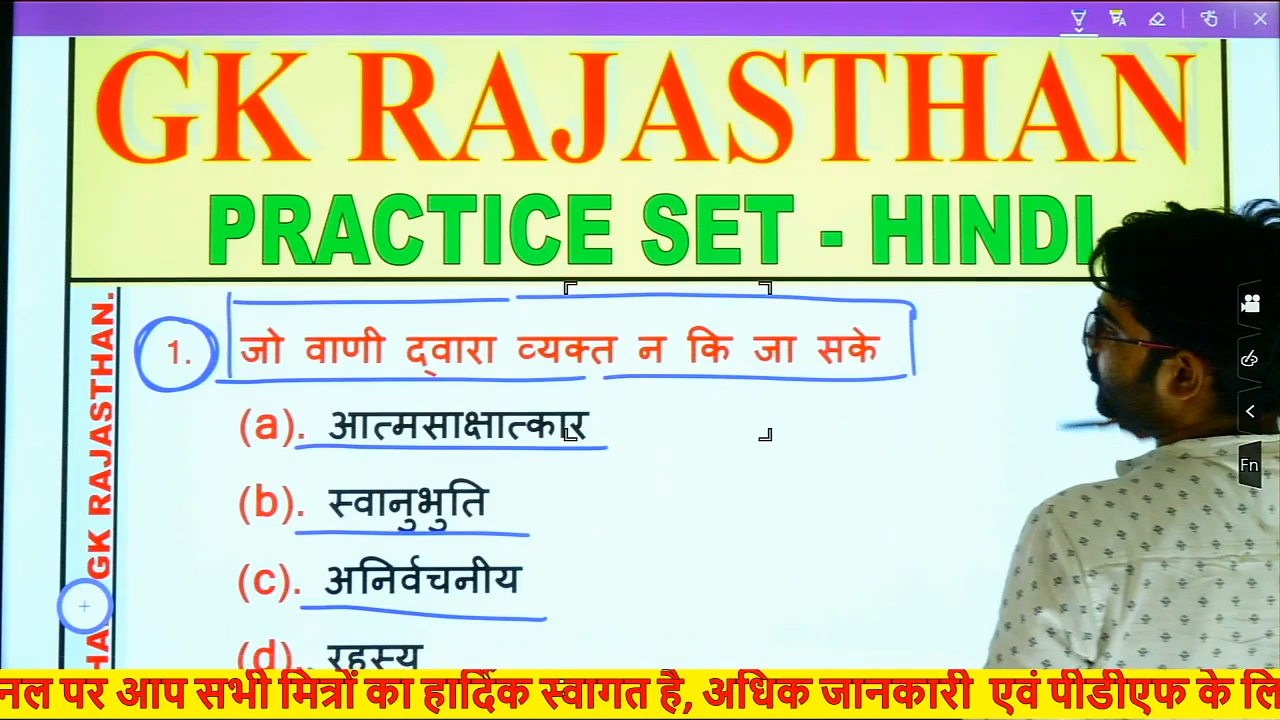 GK RAJASTHAN
PRACTICE SET - HINDI
GK RAJASTHAN.
1. जो वाणी द्वारा व्यक्त न कि जा सके
(a). आत्मसाक्षात्कार
(b). स्वानुभुति
(c). अनिर्वचनीय
(d). रहस्य
पर आप सभी मित्रों का हार्दिक स्वागत है, अधिक जानकारी एवं पीडीएफ के
Fn